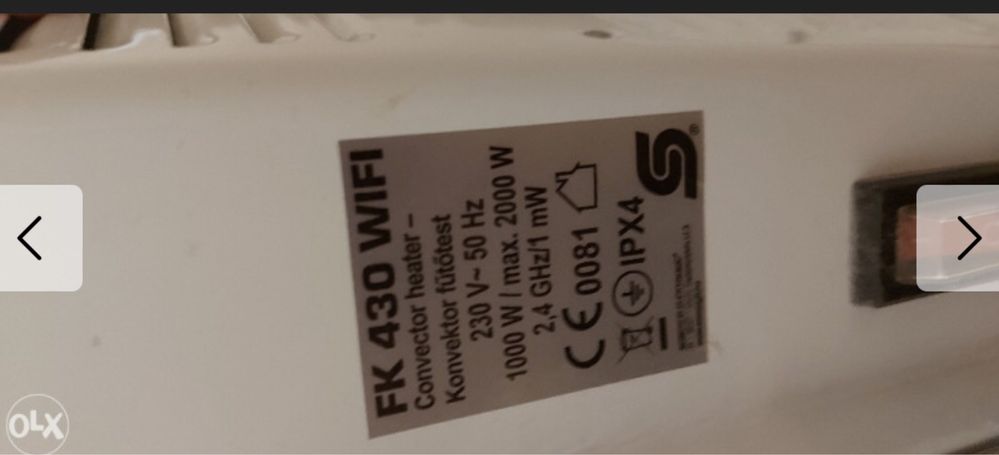 FK 430 WIFI
Convector heater –
Konvektor fűtőtest
230 V~ 50 Hz
1000 W / max. 2000 W
2,4 GHz/1 mW
CE 0081
IPX4
®
OLX